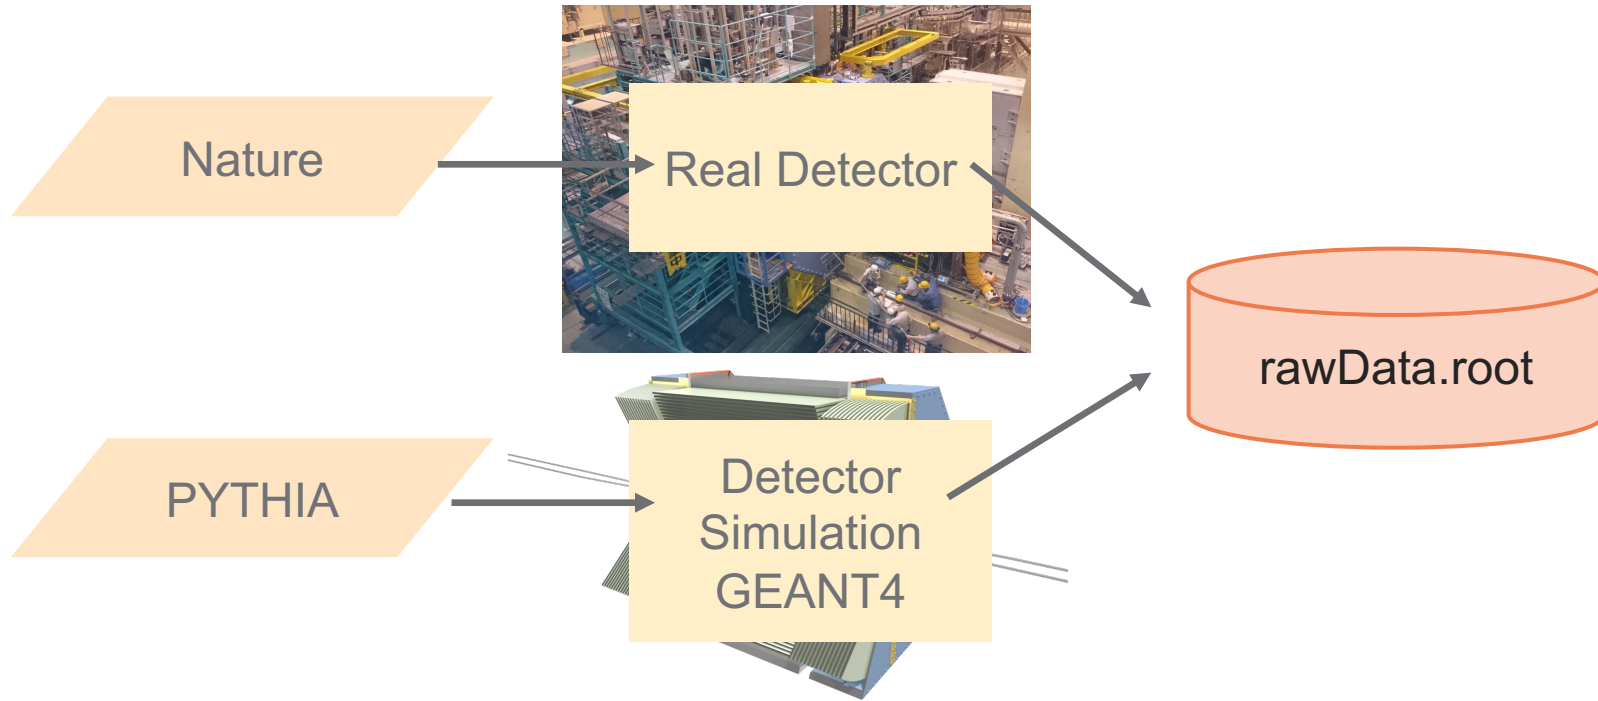 Nature
Real Detector
rawData.root
PYTHIA
Detector
Simulation
GEANT4